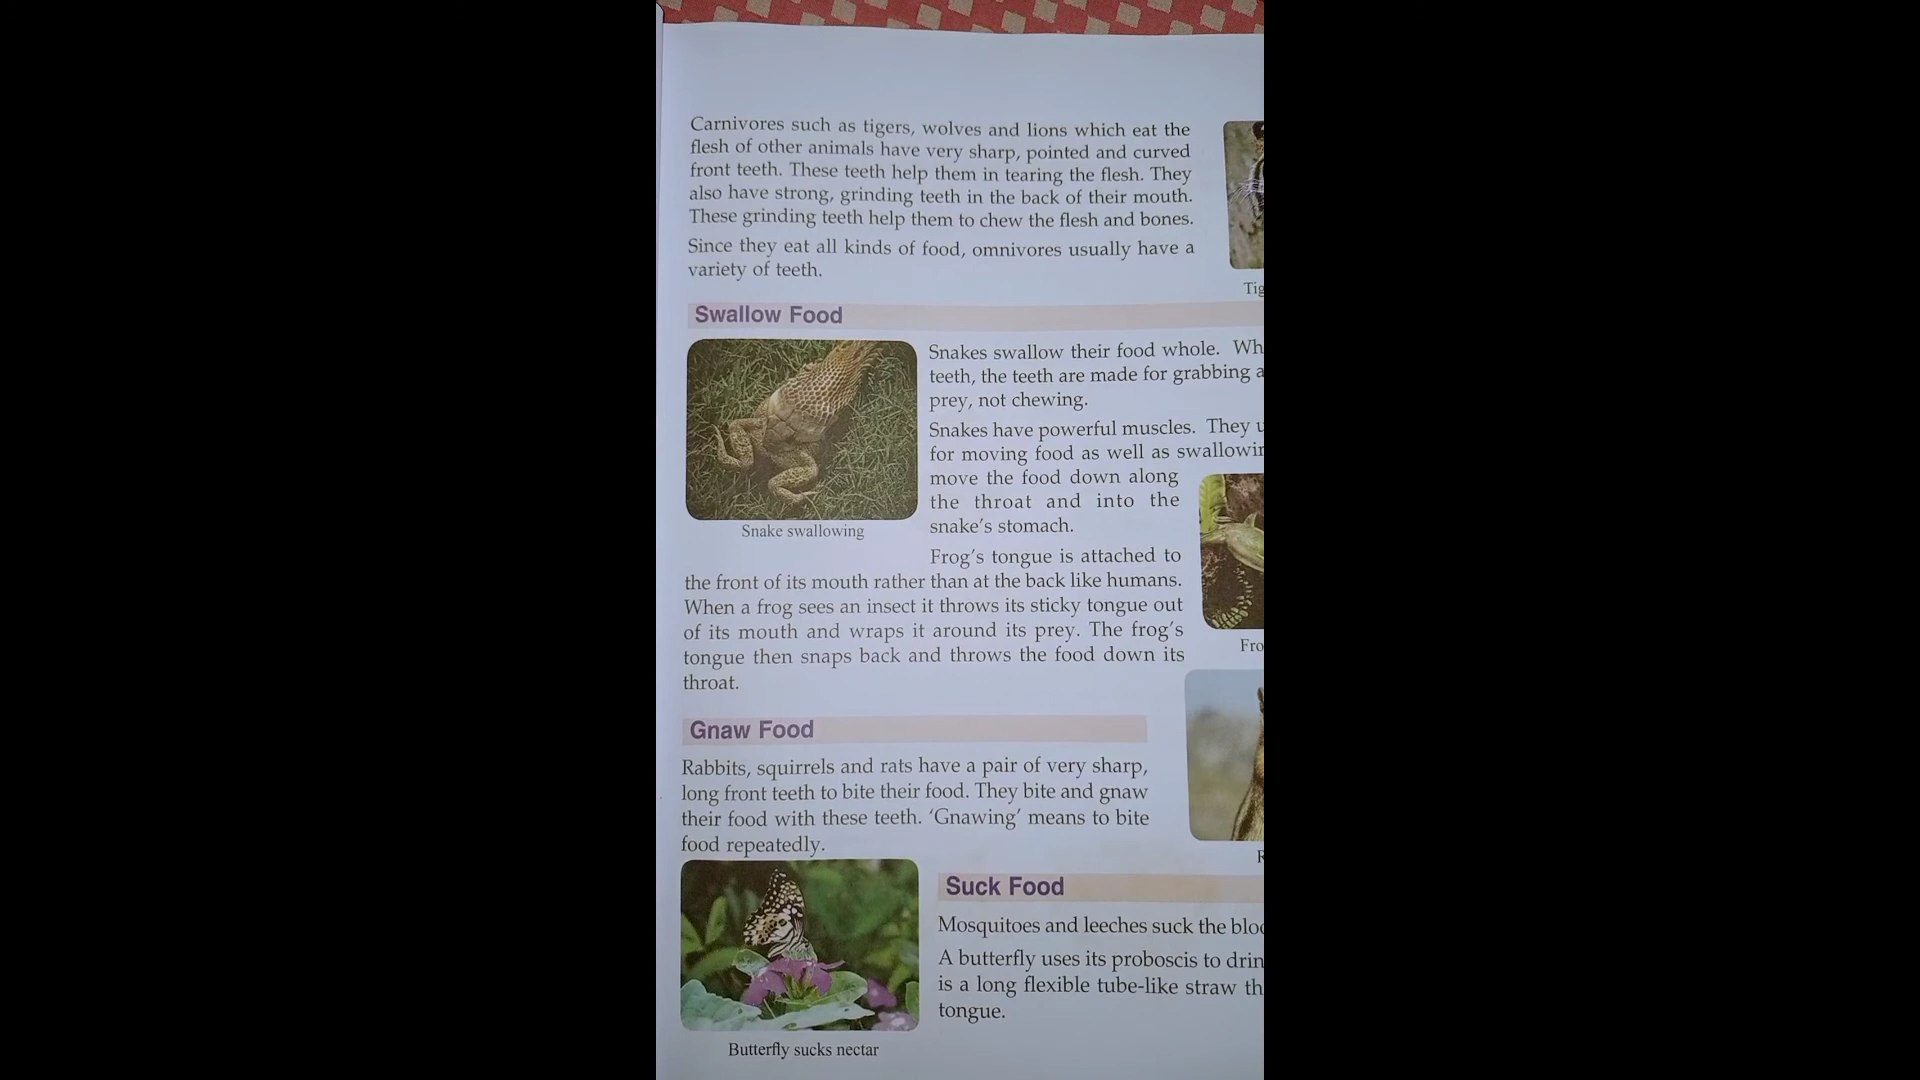 Carnivores such as tigers, wolves and lions which eat the
flesh of other animals have very sharp, pointed and curved
front teeth. These teeth help them in tearing the flesh. They
also have strong, grinding teeth in the back of their mouth.
These grinding teeth help them to chew the flesh and bones.
Since they eat all kinds of food, omnivores usually have a
variety of teeth.
Swallow Food
Snakes swallow their food whole.
teeth, the teeth are made for grabbing
prey, not chewing.
Snakes have powerful muscles. They
for moving food as well as
move the food down along
the throat and into the
snake's stomach.
Snake swallowing
Frog's tongue is attached to
the front of its mouth rather than at the back like humans.
When a frog sees an insect it throws its sticky tongue out
of its mouth and wraps it around its prey. The frog's
tongue then snaps back and throws the food down its
throat.
Gnaw Food
Rabbits, squirrels and rats have a pair of very sharp,
long front teeth to bite their food. They bite and gnaw
their food with these teeth. 'Gnawing' means to bite
food repeatedly.
Suck Food
Mosquitoes and leeches suck the
A butterfly uses its proboscis to
is a long flexible tube-like straw
tongue.
Butterfly sucks nectar